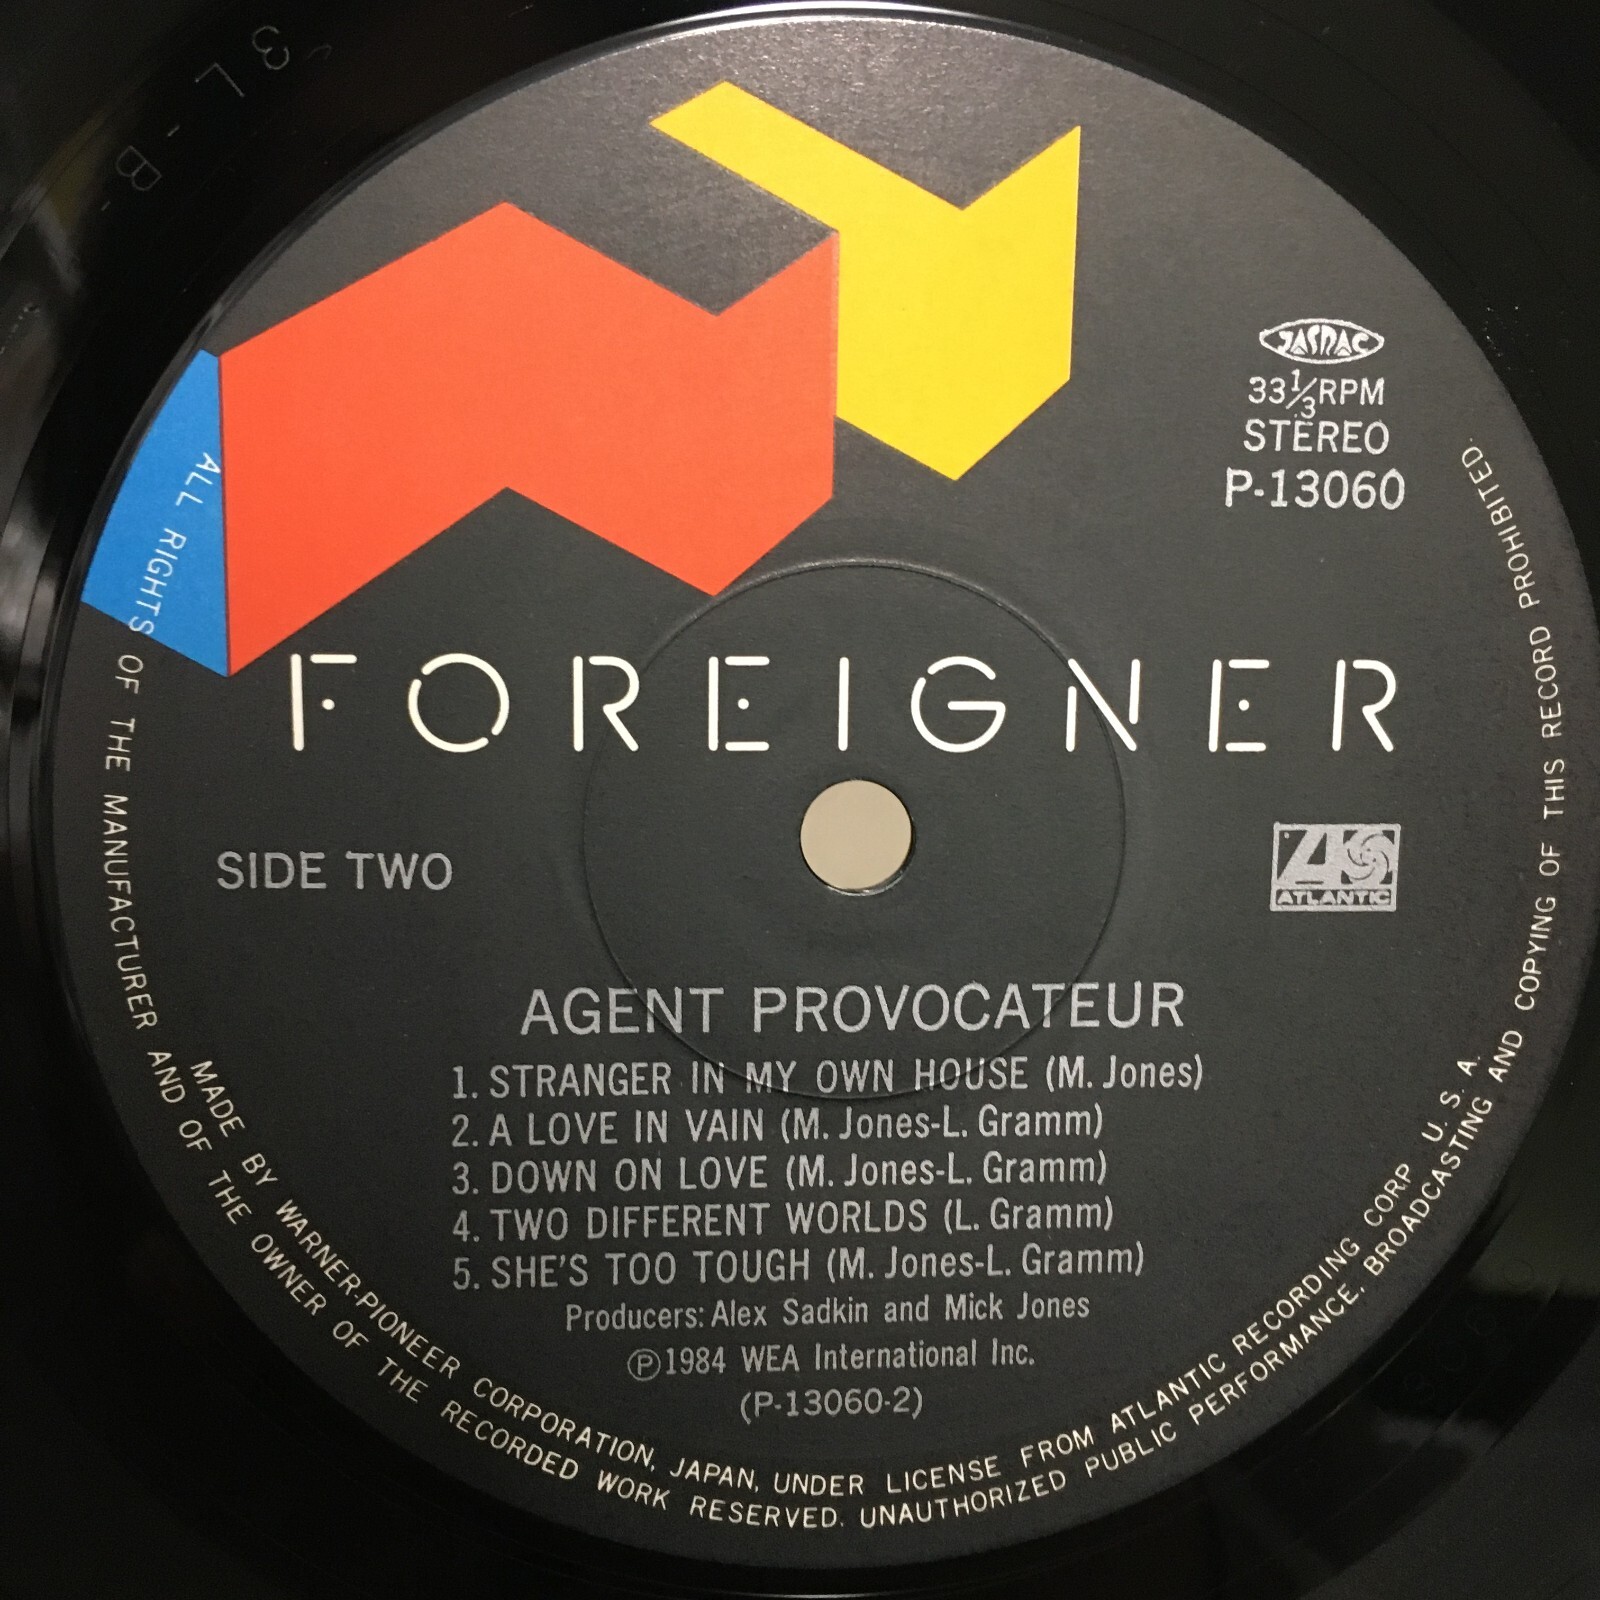 JASRAC
33⅓RPM
STEREO
P-13060
FOREIGNER
SIDE TWO
ATLANTIC
AGENT PROVOCATEUR
1. STRANGER IN MY OWN HOUSE (M. Jones)
2. A LOVE IN VAIN (M. Jones-L. Gramm)
3. DOWN ON LOVE (M. Jones-L. Gramm)
4. TWO DIFFERENT WORLDS (L. Gramm)
5. SHE'S TOO TOUGH (M. Jones-L. Gramm)
Producers: Alex Sadkin and Mick Jones
Ⓟ1984 WEA International Inc.
(P-13060-2)
MADE BY WARNER-PIONEER CORPORATION, JAPAN, UNDER LICENSE FROM ATLANTIC RECORDING CORP U. S. A.
ALL RIGHTS OF THE MANUFACTURER AND OF THE OWNER OF THE RECORDED WORK RESERVED. UNAUTHORIZED PUBLIC PERFORMANCE, BROADCASTING AND COPYING OF THIS RECORD PROHIBITED.